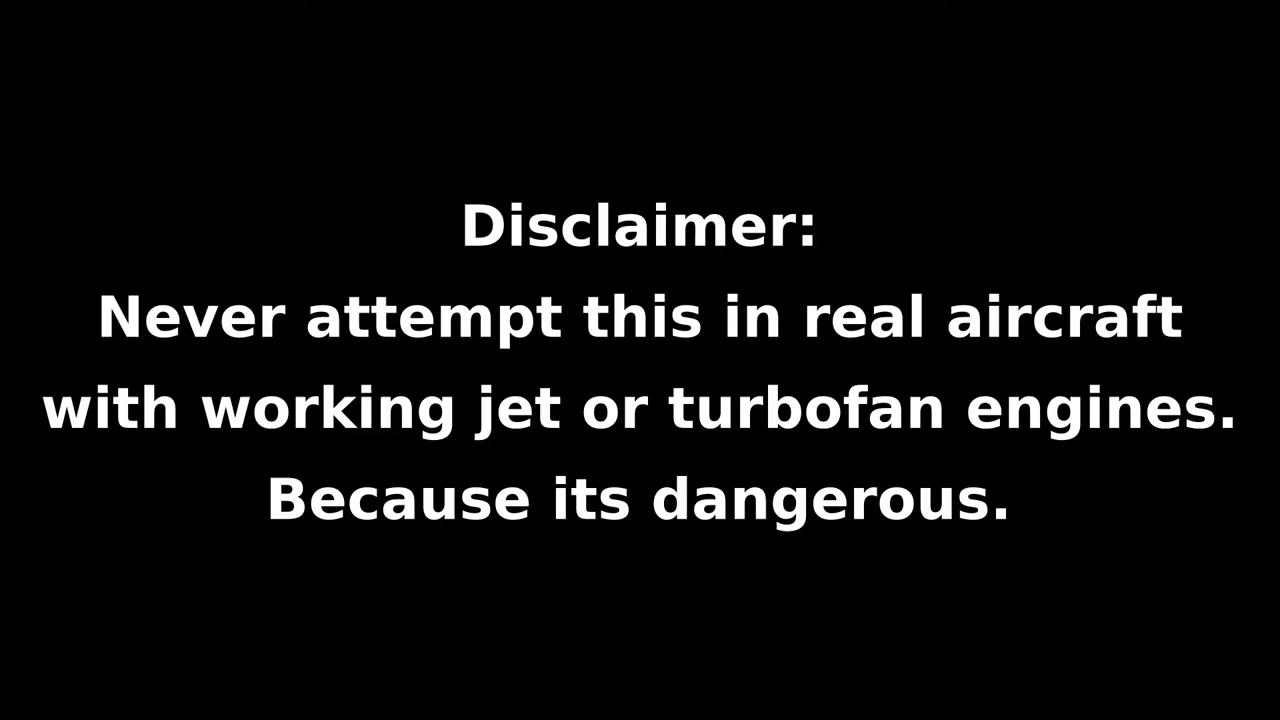 Disclaimer:
Never attempt this in real aircraft
with working jet or turbofan engines.
Because its dangerous.